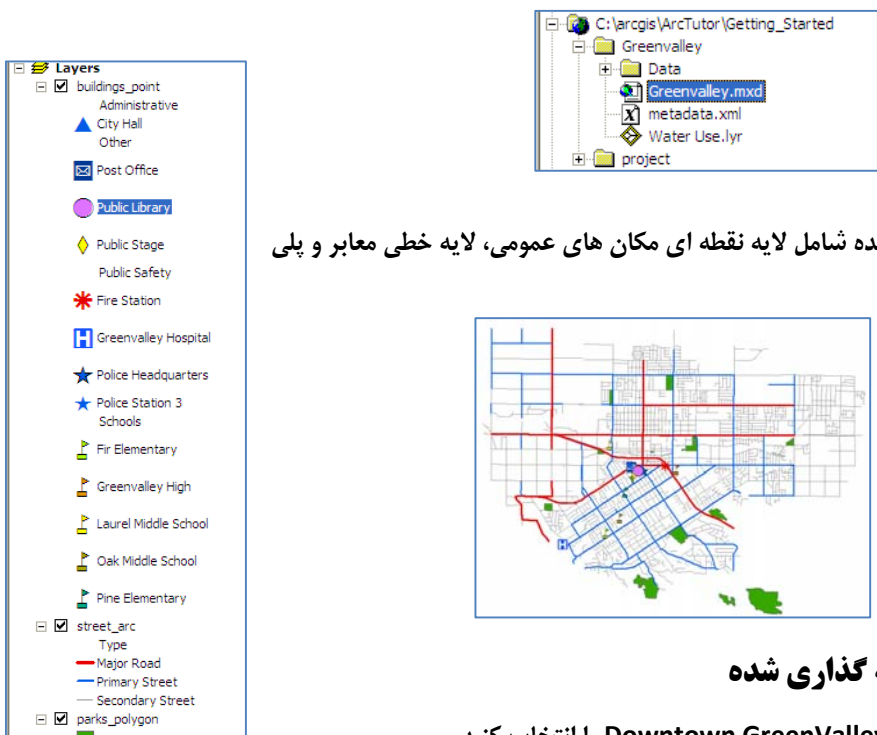 C:\arcgis\ArcTutor\Getting_Started
Greenvalley
Data
Greenvalley.mxd
metadata.xml
Water Use.lyr
project
Layers
buildings_point
Administrative
City Hall
Other
Post Office
Public Library
Public Stage
Public Safety
Fire Station
H Greenvalley Hospital
Police Headquarters
Police Station 3
Schools
Fir Elementary
Greenvalley High
Laurel Middle School
Oak Middle School
Pine Elementary
street_arc
Type
Major Road
Primary Street
Secondary Street
parks_polygon
شامل لایه نقطه ای مکان های عمومی، لایه خطی معابر و پلی
H
گذاری شده
را انتخاب کنید